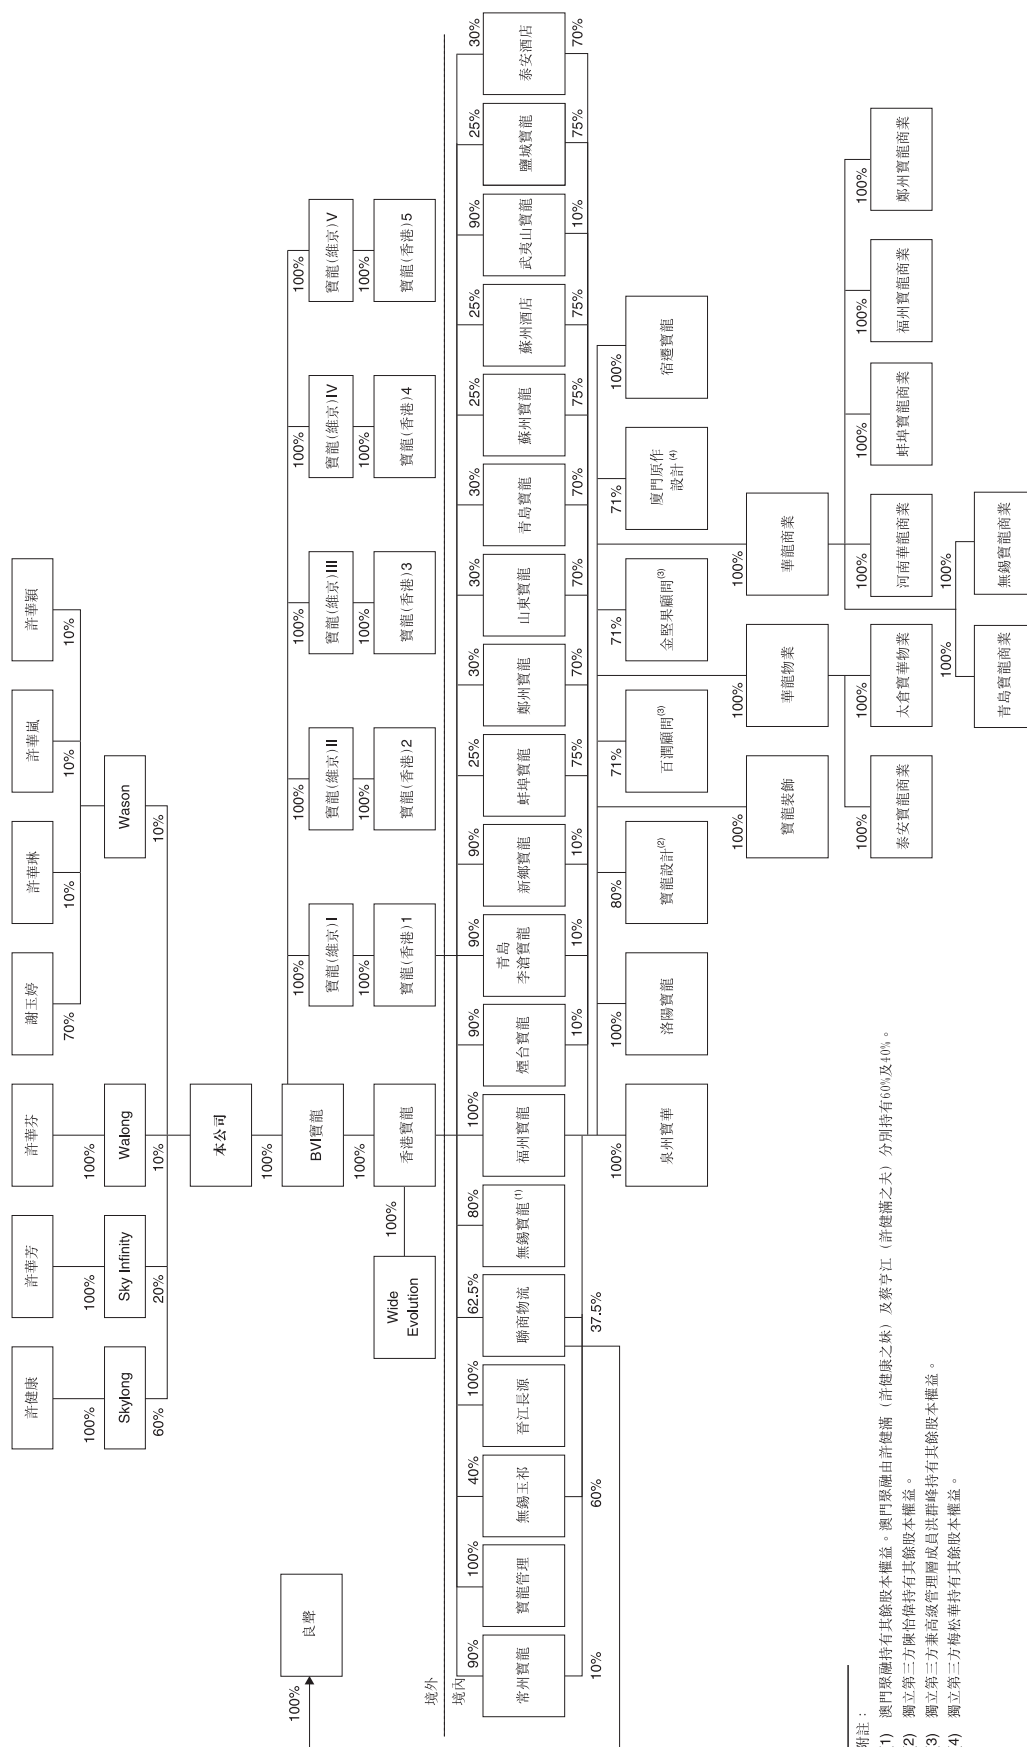 許健康
許華芳
許華芬
謝玉婷
許華琳
許華嵐
許華穎
100%
100%
100%
70%
10%
10%
10%
Skylong
Sky Infinity
Walong
Wason
60%
20%
10%
10%
本公司
100%
100%
良聲
BVI寶龍
100%
100%
100%
100%
100%
寶龍(維京)I
寶龍(維京)II
寶龍(維京)III
寶龍(維京)IV
寶龍(維京)V
100%
100%
100%
100%
100%
100%
100%
Wide
Evolution
香港寶龍
寶龍(香港)1
寶龍(香港)2
寶龍(香港)3
寶龍(香港)4
寶龍(香港)5
境外
境內
90%
100%
40%
100%
62.5%
80%
100%
90%
90%
90%
25%
30%
30%
30%
25%
25%
90%
25%
30%
常州寶龍
寶龍管理
無錫玉祁
晉江長源
聯商物流
無錫寶龍(1)
福州寶龍
煙台寶龍
青島
李滄寶龍
新鄉寶龍
蚌埠寶龍
鄭州寶龍
山東寶龍
青島寶龍
蘇州寶龍
蘇州酒店
武夷山寶龍
鹽城寶龍
泰安酒店
10%
60%
37.5%
10%
10%
10%
75%
70%
70%
70%
75%
75%
10%
75%
70%
100%
100%
80%
71%
71%
71%
100%
泉州寶華
洛陽寶龍
寶龍設計(2)
百潤顧問(3)
金堅果顧問(3)
廈門原作
設計(4)
宿遷寶龍
100%
100%
100%
寶龍裝飾
華龍物業
華龍商業
100%
100%
100%
100%
100%
100%
泰安寶龍商業
太倉寶華物業
河南華龍商業
蚌埠寶龍商業
福州寶龍商業
鄭州寶龍商業
100%
100%
青島寶龍商業
無錫寶龍商業
附註：
(1) 澳門聚融持有其餘股本權益。澳門聚融由許健滿（許健康之妹）及蔡亨江（許健滿之夫）分別持有60%及40%。
(2) 獨立第三方陳怡偉持有其餘股本權益。
(3) 獨立第三方兼高級管理層成員洪群峰持有其餘股本權益。
(4) 獨立第三方梅松華持有其餘股本權益。